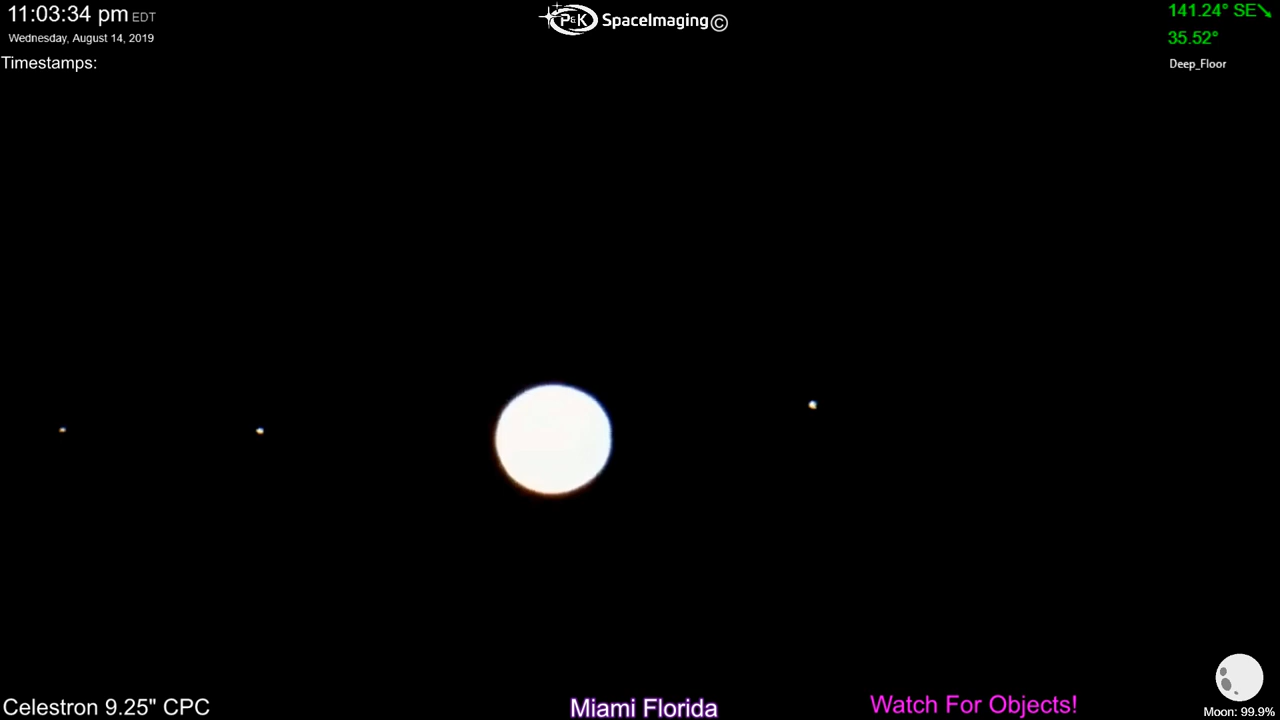 11:03:34 pm EDT
Wednesday, August 14, 2019
Timestamps:
P&K SpaceImaging©
141.24° SE↘
35.52°
Deep_Floor
Celestron 9.25" CPC
Miami Florida
Watch For Objects!
Moon: 99.9%